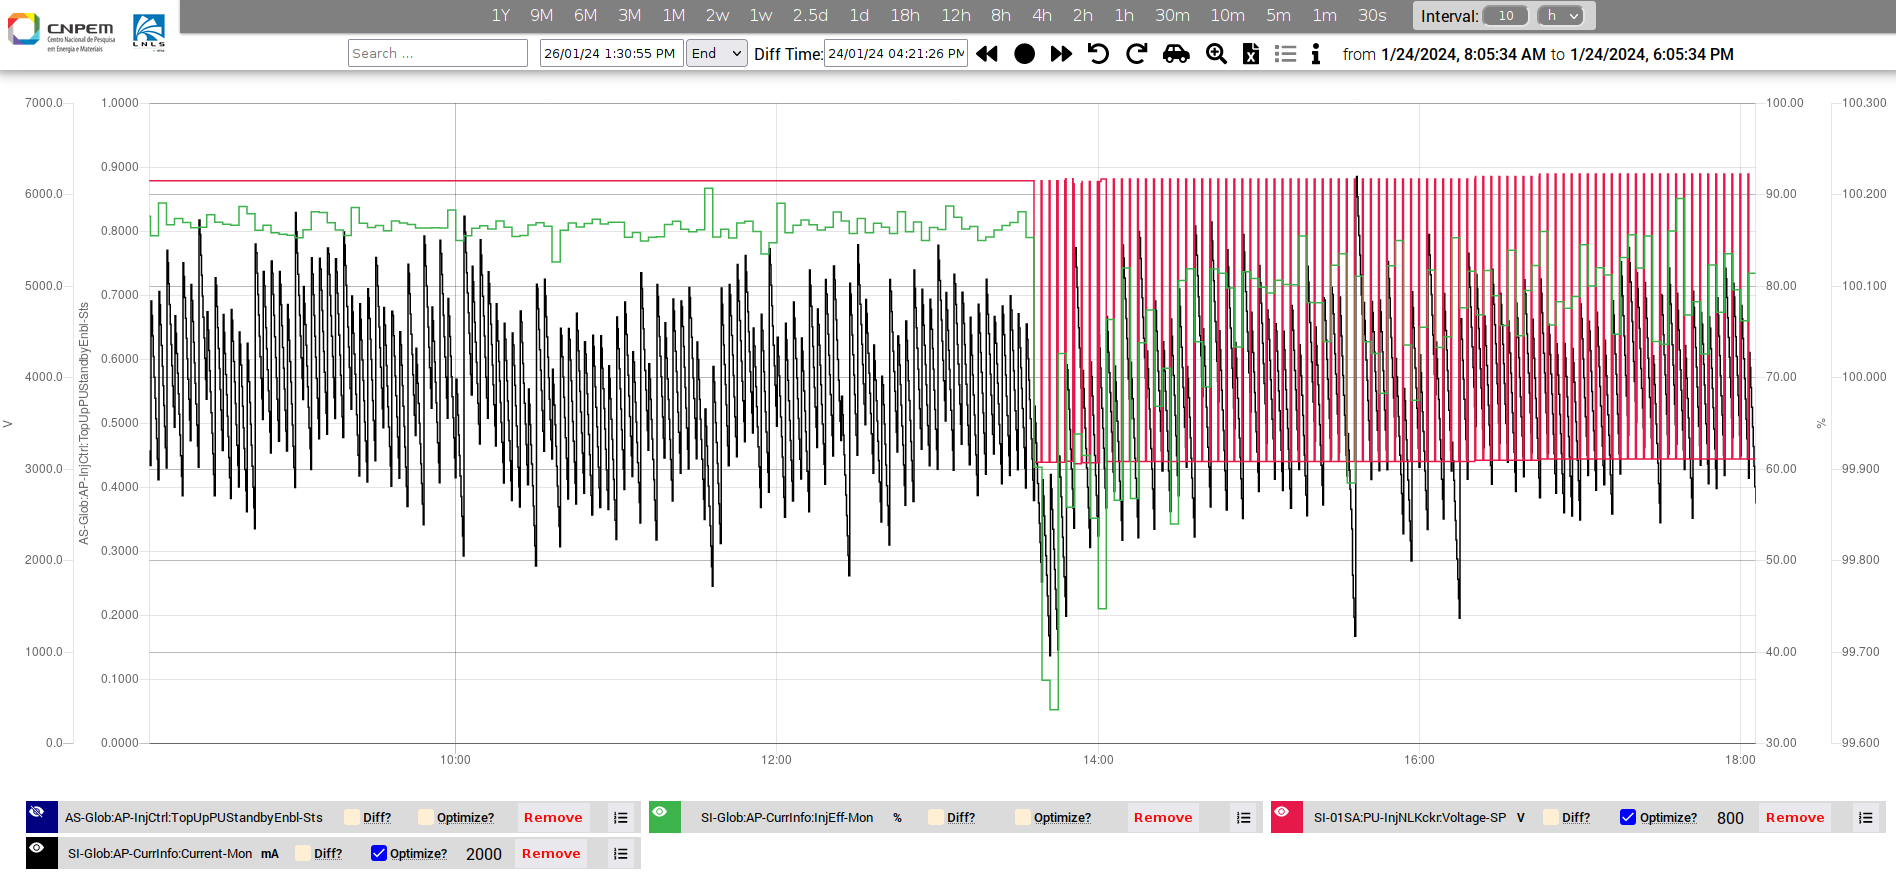 1Y 9M 6M 3M 1M 2w 1w 2.5d 1d 18h 12h 8h 4h 2h 1h 30m 10m 5m 1m 30s Interval: 10 h
CNPEM
Centro Nacional de Pesquisa
em Energia e Materiais
LNLS
Search ... 26/01/24 1:30:55 PM End Diff Time: 24/01/24 04:21:26 PM from 1/24/2024, 8:05:34 AM to 1/24/2024, 6:05:34 PM
7000.0 1.0000 100.00 100.300
0.9000
6000.0 90.00 100.200
0.8000
5000.0 80.00 100.100
0.7000
0.6000
4000.0 70.00 100.000
0.5000
V
AS-Glob:AP-InjCtrl:TopUpPUStandbyEnbl-Sts
%
3000.0 60.00 99.900
0.4000
0.3000
2000.0 50.00 99.800
0.2000
1000.0 40.00 99.700
0.1000
0.0 0.0000 30.00 99.600
10:00 12:00 14:00 16:00 18:00
AS-Glob:AP-InjCtrl:TopUpPUStandbyEnbl-Sts Diff? Optimize? Remove
SI-Glob:AP-CurrInfo:InjEff-Mon % Diff? Optimize? Remove
SI-01SA:PU-InjNLKckr:Voltage-SP V Diff? Optimize? 800 Remove
SI-Glob:AP-CurrInfo:Current-Mon mA Diff? Optimize? 2000 Remove